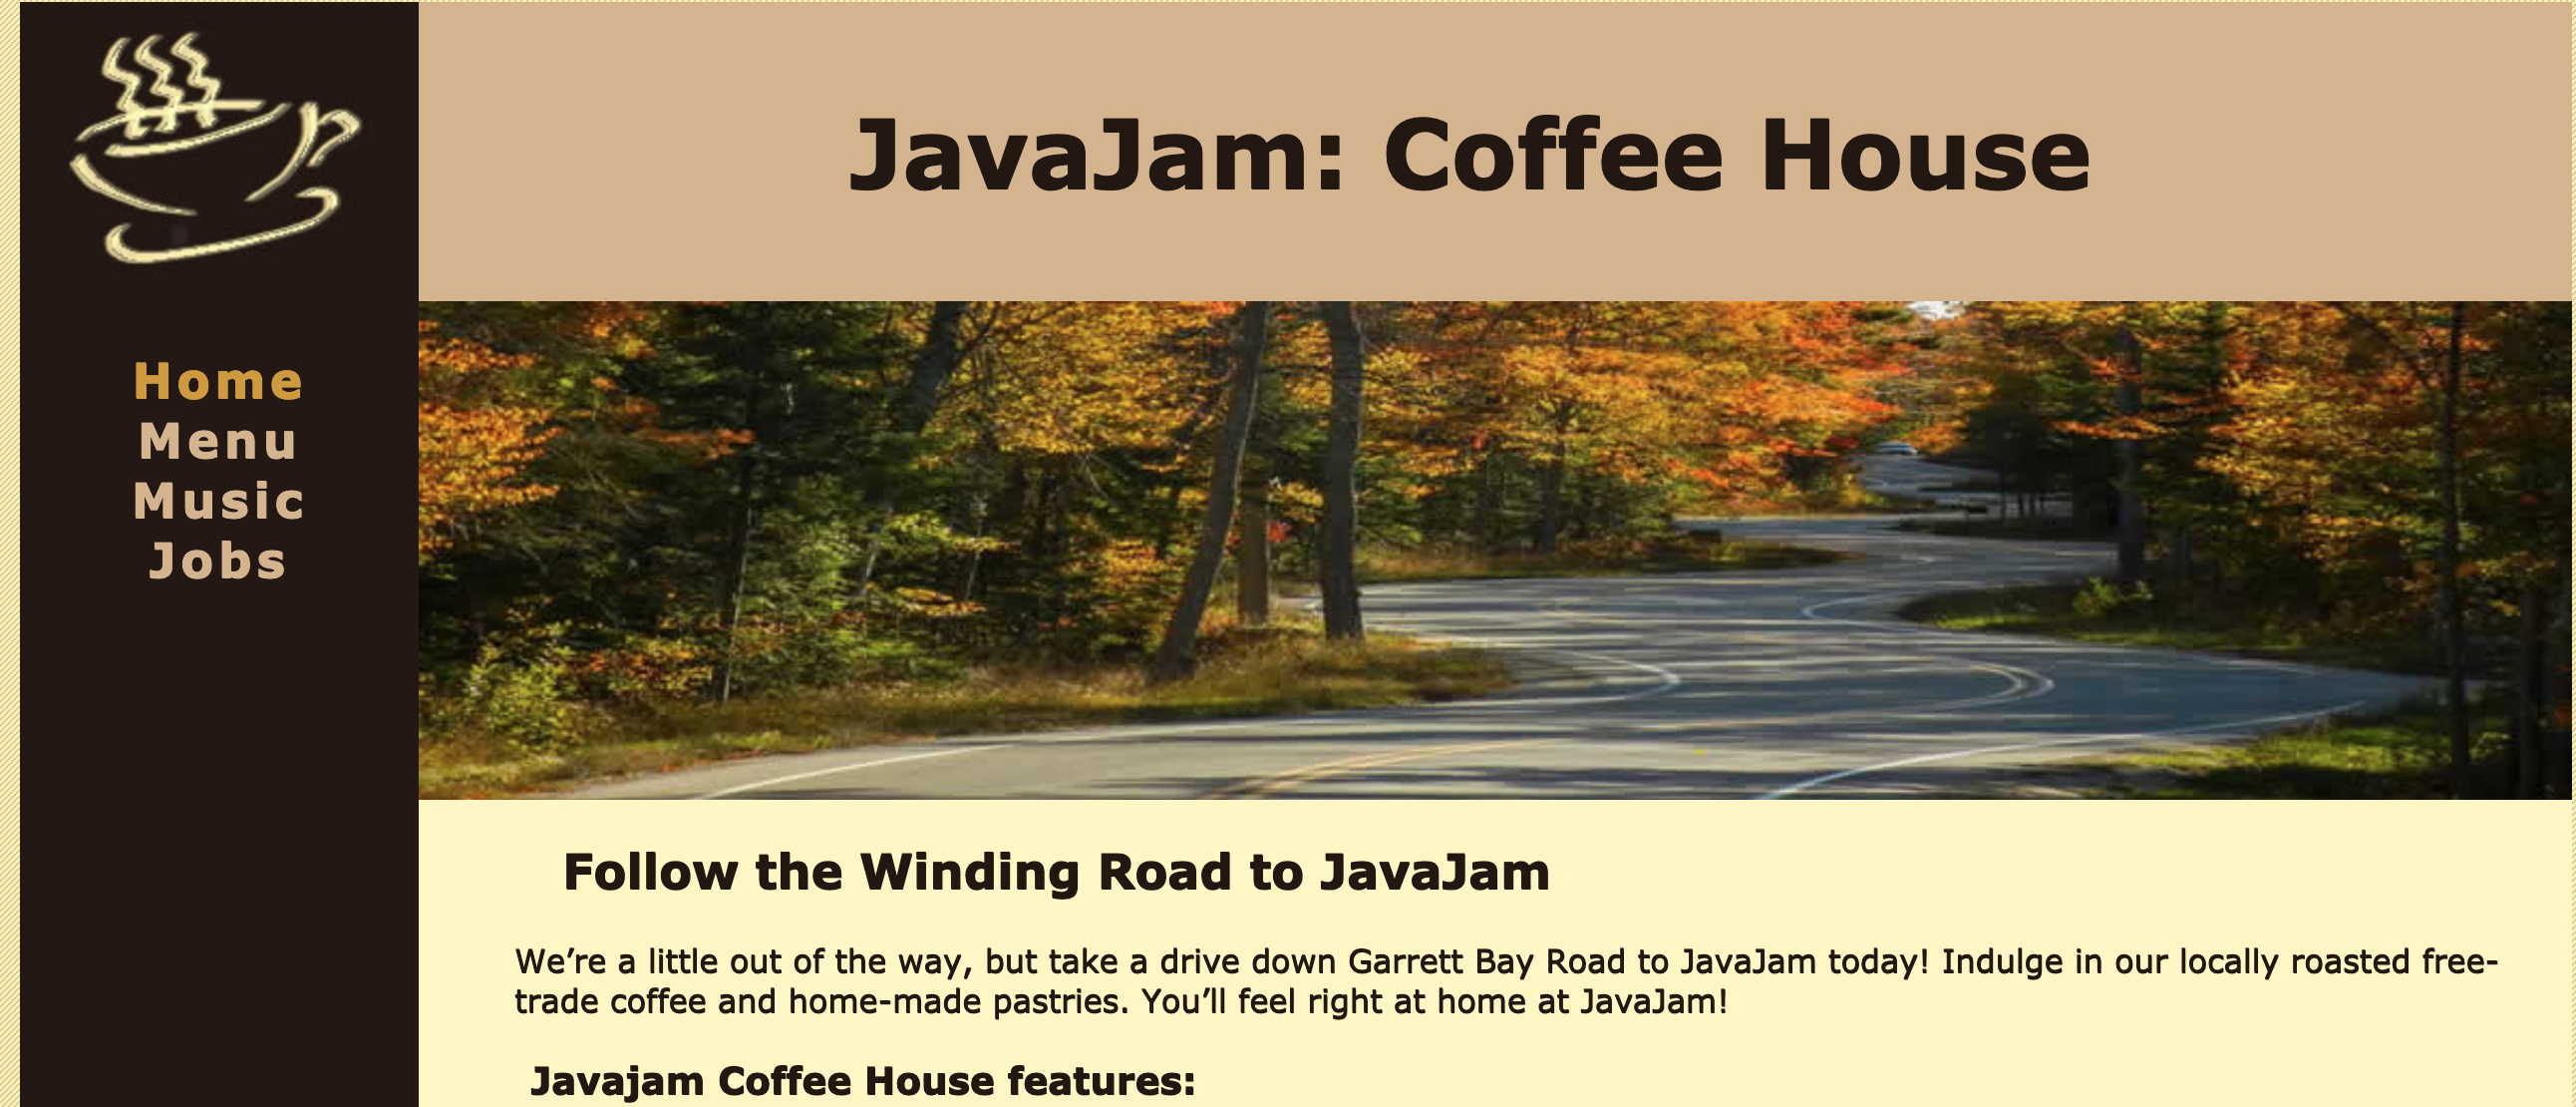 JavaJam: Coffee House
Home
Menu
Music
Jobs
Follow the Winding Road to JavaJam
We’re a little out of the way, but take a drive down Garrett Bay Road to JavaJam today! Indulge in our locally roasted free-
trade coffee and home-made pastries. You’ll feel right at home at JavaJam!
Javajam Coffee House features: